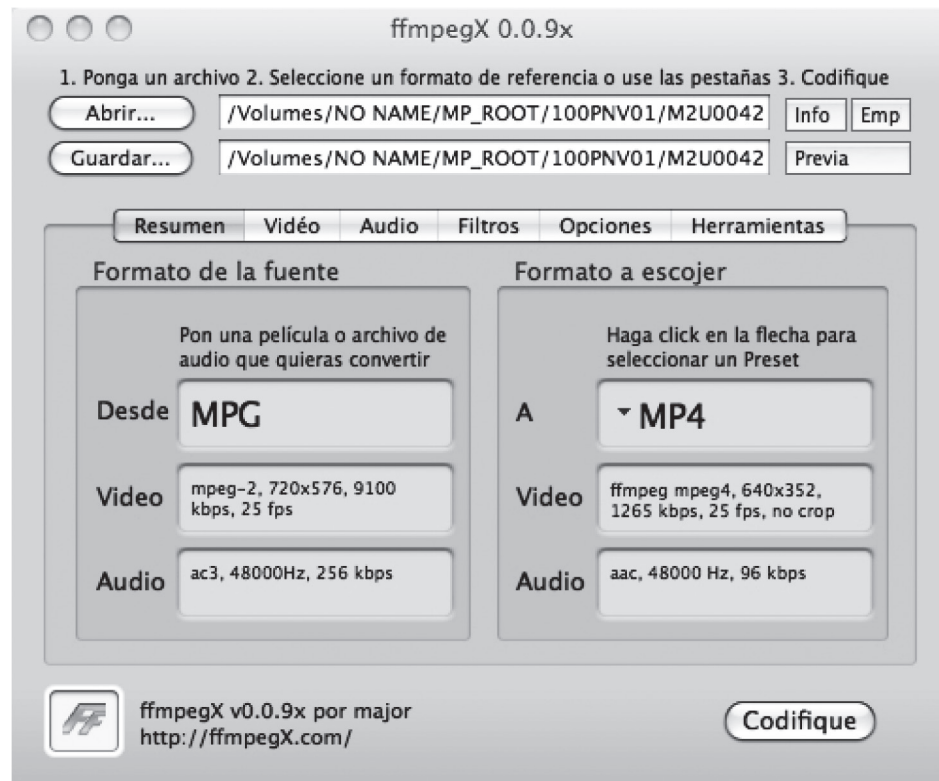 ffmpegX 0.0.9x
1. Ponga un archivo 2. Seleccione un formato de referencia o use las pestañas 3. Codifique
Abrir... /Volumes/NO NAME/MP_ROOT/100PNV01/M2U0042 Info Emp
Guardar... /Volumes/NO NAME/MP_ROOT/100PNV01/M2U0042 Previa
Resumen Vidéo Audio Filtros Opciones Herramientas
Formato de la fuente
Pon una película o archivo de
audio que quieras convertir
Desde MPG
Video mpeg-2, 720x576, 9100
kbps, 25 fps
Audio ac3, 48000Hz, 256 kbps
Formato a escojer
Haga click en la flecha para
seleccionar un Preset
A MP4
Video ffmpeg mpeg4, 640x352,
1265 kbps, 25 fps, no crop
Audio aac, 48000 Hz, 96 kbps
FF
ffmpegX v0.0.9x por major
http://ffmpegX.com/
Codifique